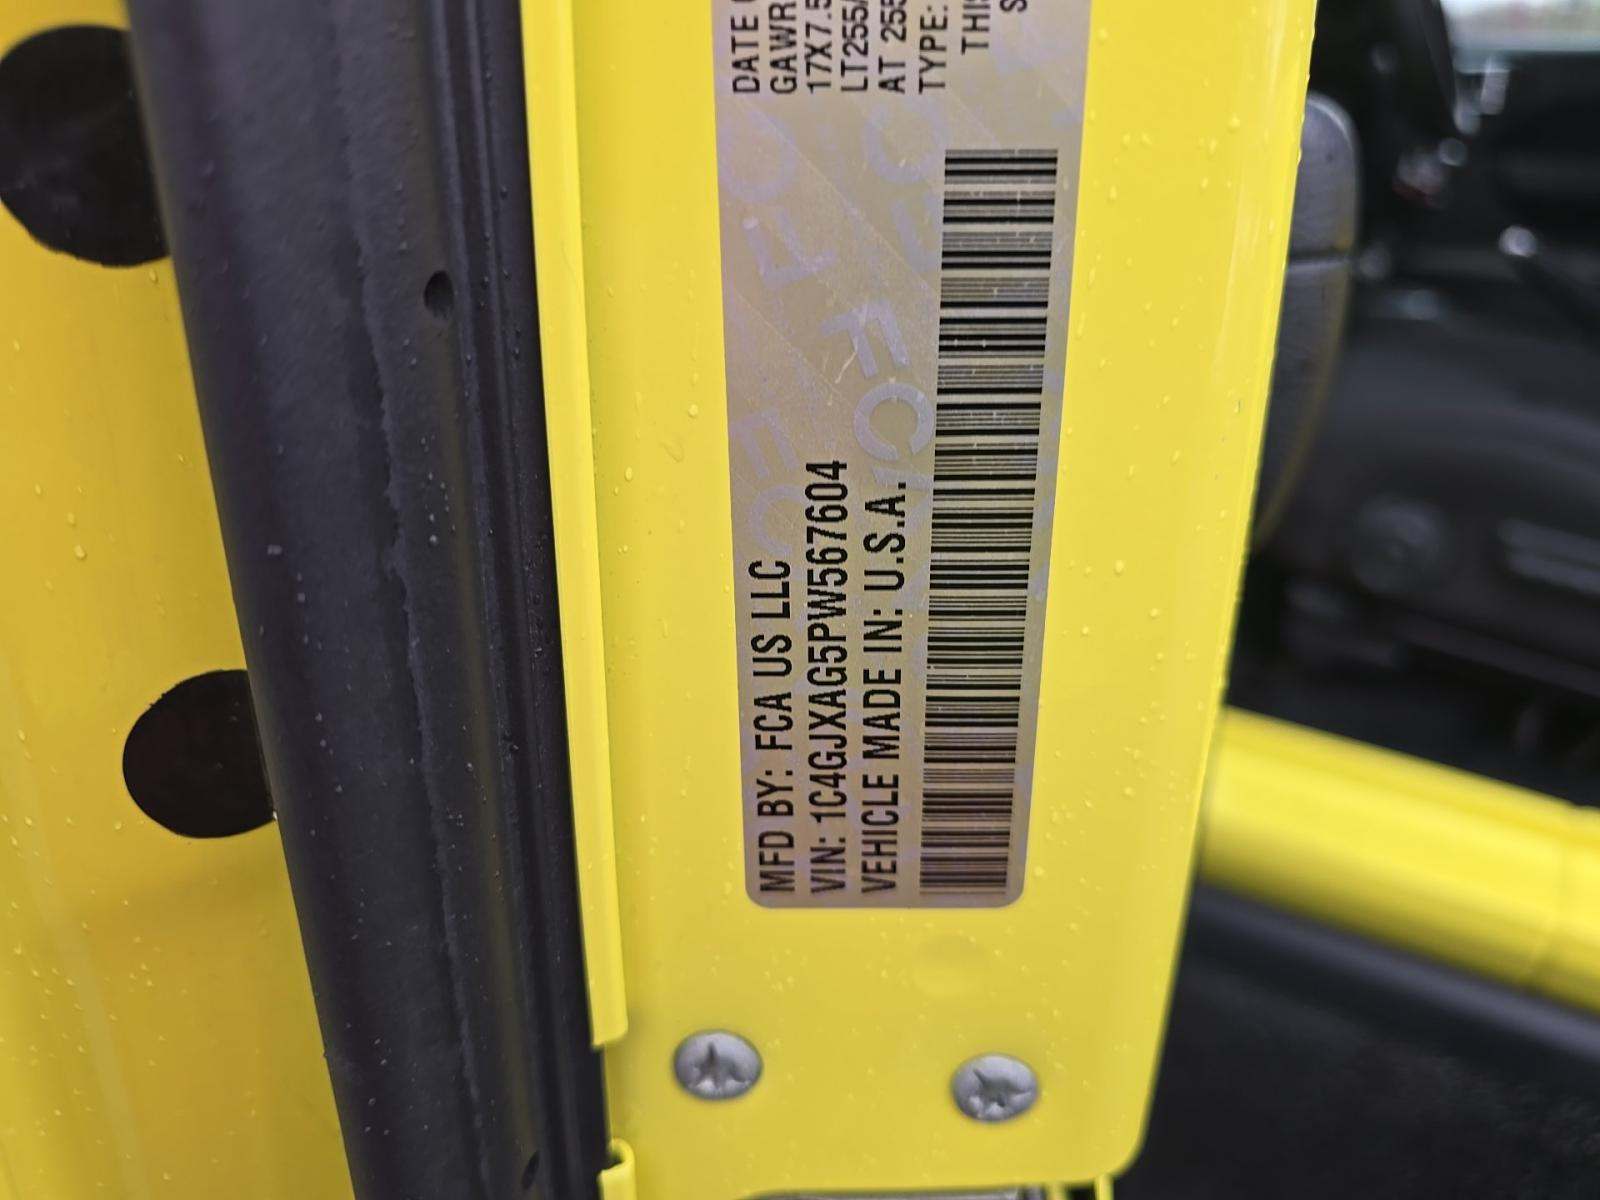 MFD BY: FCA US LLC
VIN: 1C4GJXAG5PW567604
VEHICLE MADE IN: U.S.A.
DATE
GAWR
17X7.5
LT255/
AT 255
TYPE:
THIS
FCA